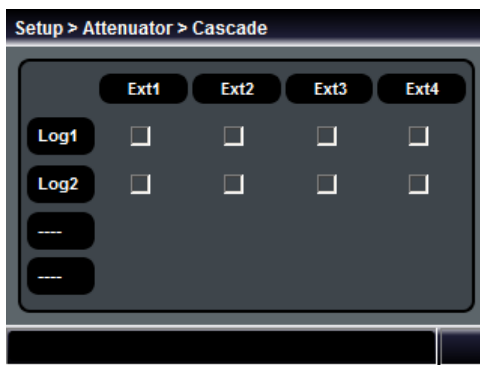 Setup > Attenuator > Cascade
Ext1 Ext2 Ext3 Ext4
Log1
Log2
----
----